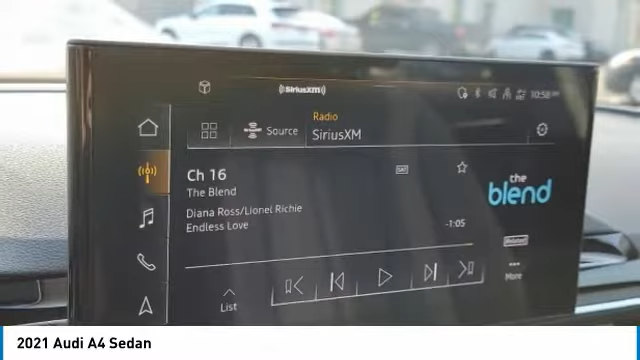 SiriusXM
10:58
Radio
Source
SiriusXM
Ch 16
The Blend
SAT
Diana Ross/Lionel Richie
Endless Love
-1:05
the
blend
More
List
2021 Audi A4 Sedan